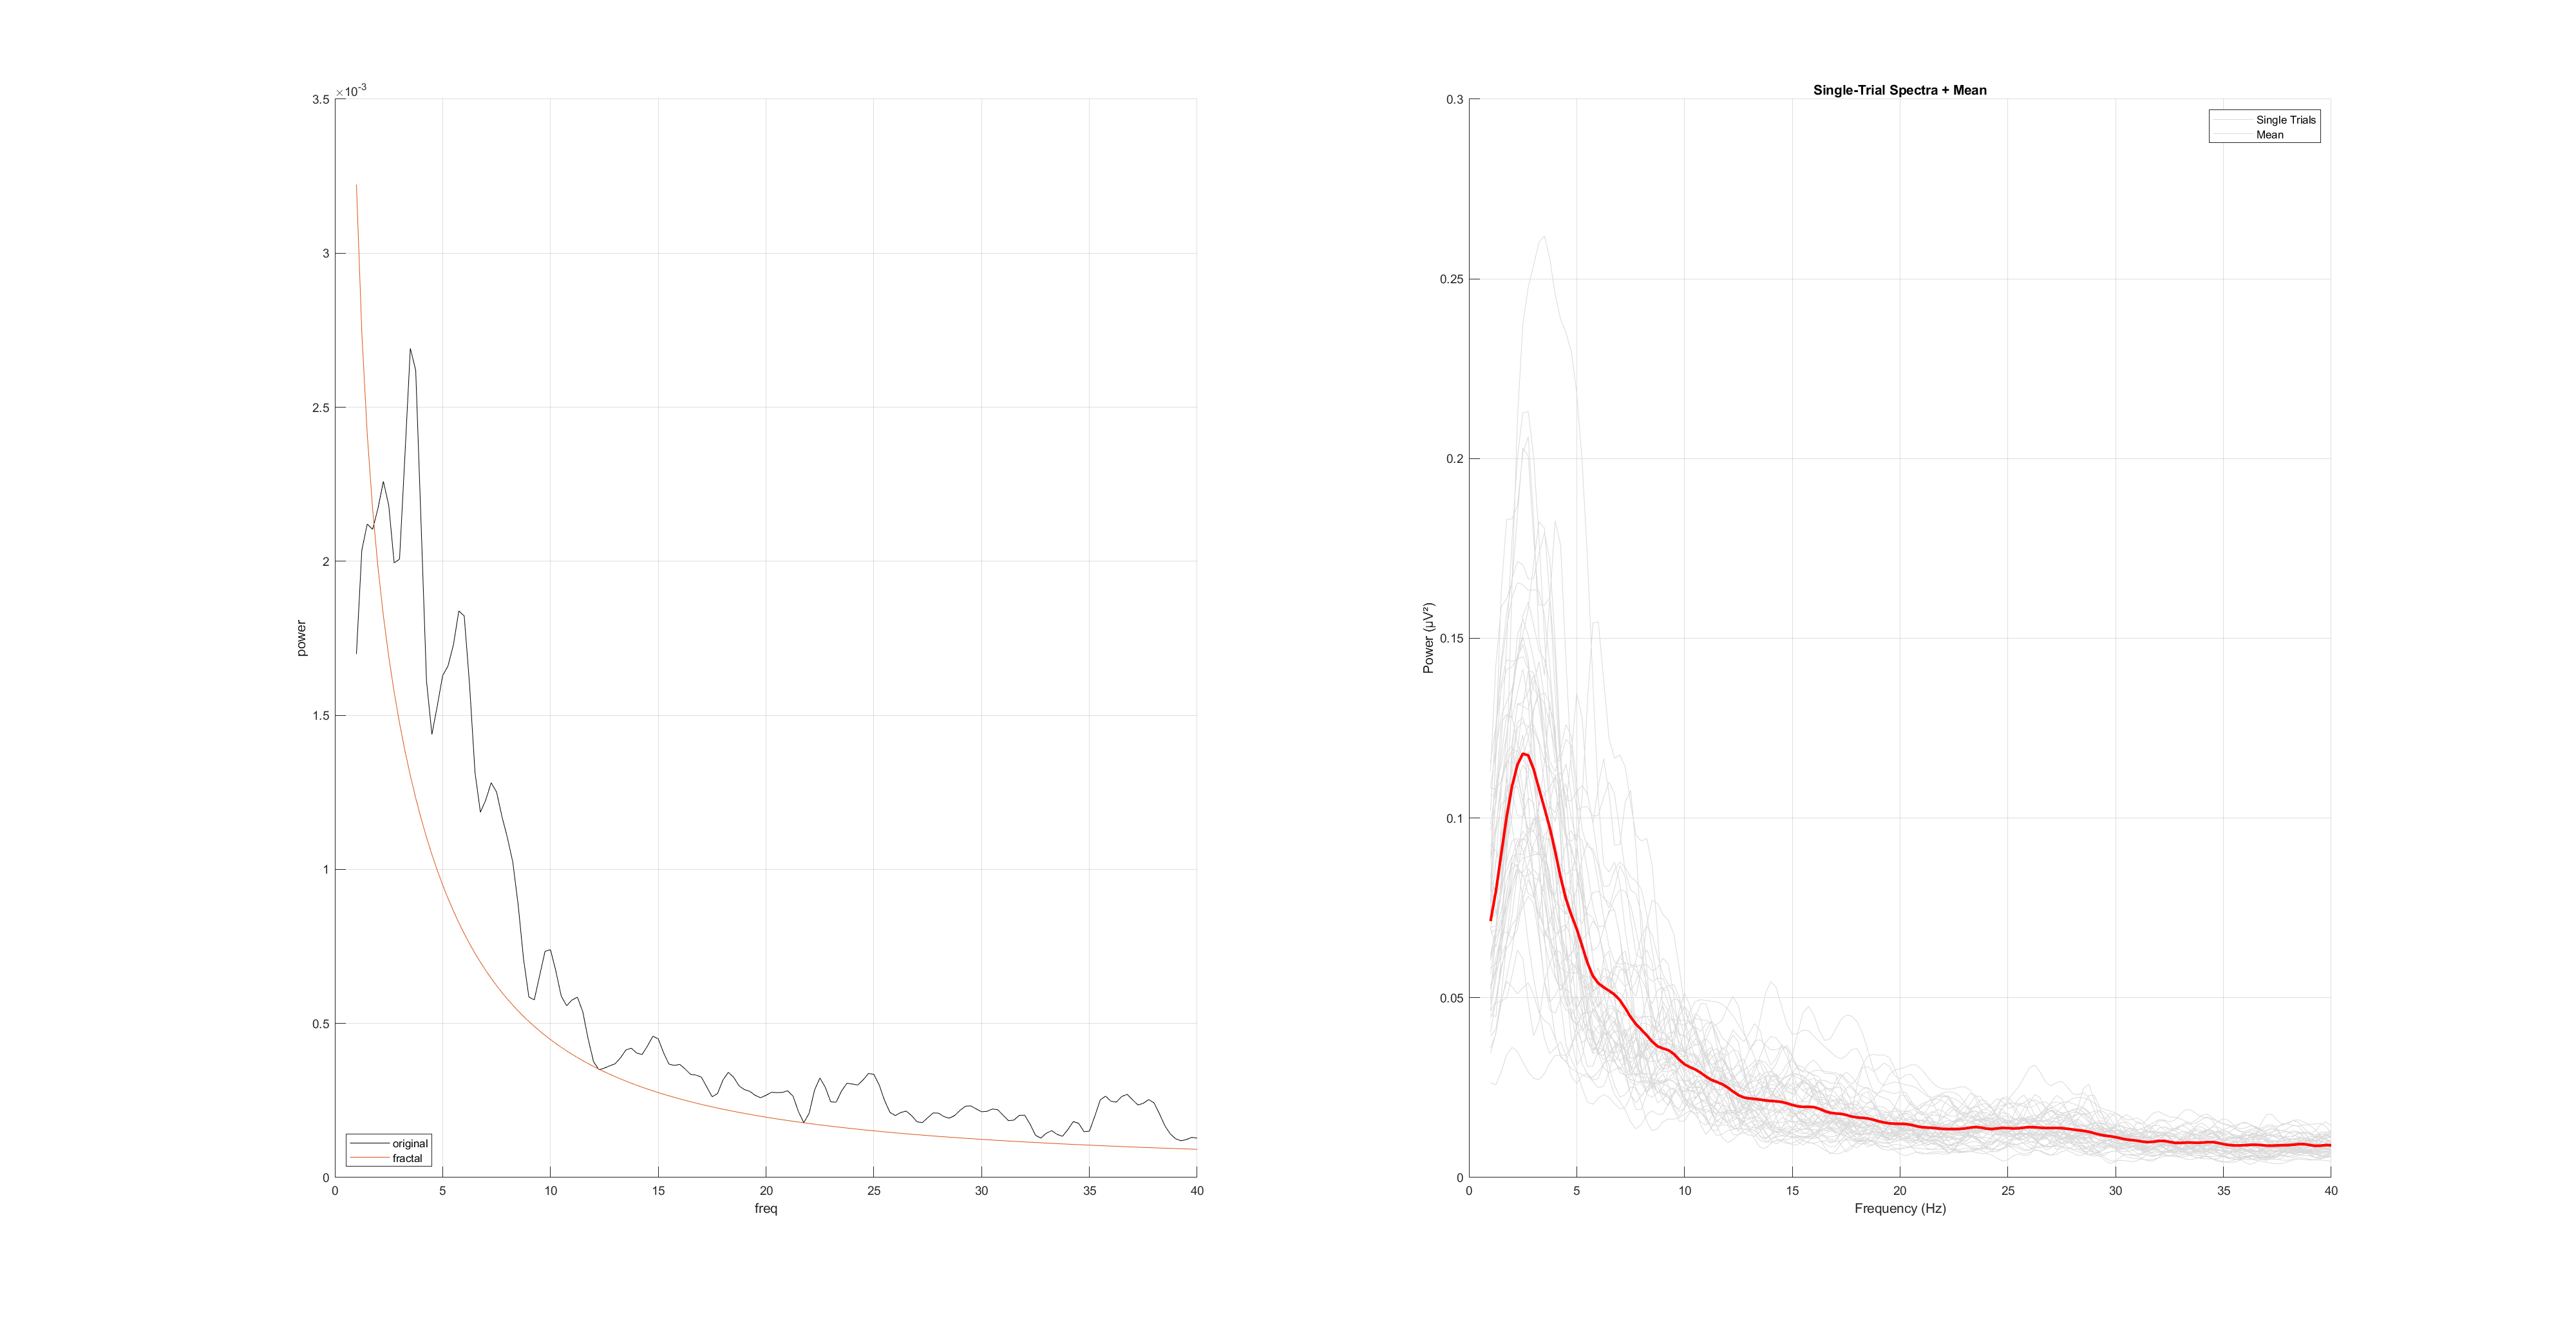 ×10-3
3.5
3
2.5
2
1.5
1
0.5
0
0 5 10 15 20 25 30 35 40
power
freq
original
fractal
Single-Trial Spectra + Mean
0.3
0.25
0.2
0.15
0.1
0.05
0
0 5 10 15 20 25 30 35 40
Power (µV²)
Frequency (Hz)
Single Trials
Mean